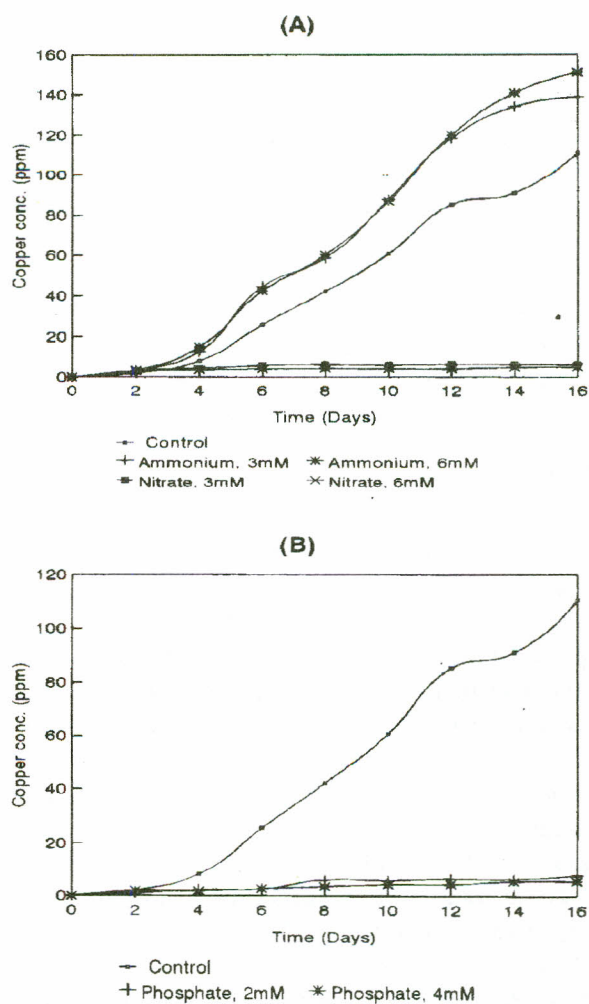 (A)
160
140
120
100
80
60
40
20
0
Copper conc. (ppm)
0 2 4 6 8 10 12 14 16
Time (Days)
Control
Ammonium, 3mM Ammonium, 6mM
Nitrate, 3mM Nitrate, 6mM
(B)
120
100
80
60
40
20
0
Copper conc. (ppm)
0 2 4 6 8 10 12 14 16
Time (Days)
Control
Phosphate, 2mM Phosphate, 4mM